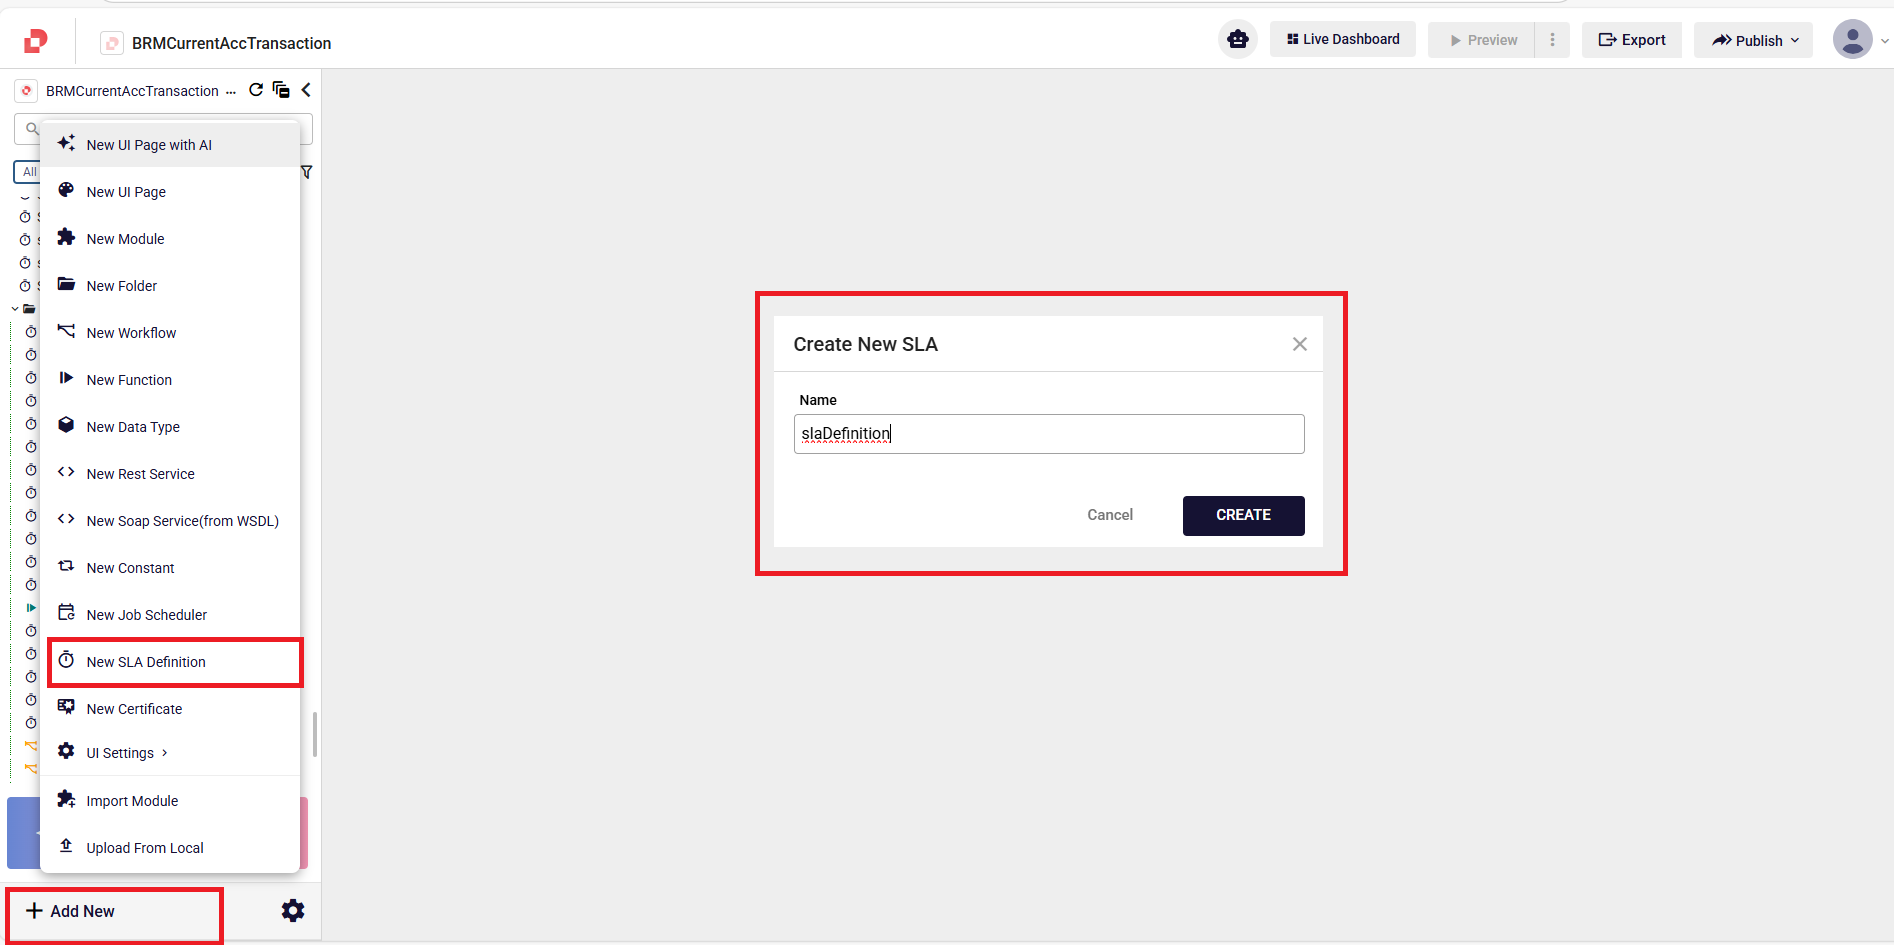 BRMCurrentAccTransaction
Live Dashboard
Preview
Export
Publish
BRMCurrentAccTransaction ...
All
New UI Page with AI
New UI Page
New Module
New Folder
New Workflow
New Function
New Data Type
New Rest Service
New Soap Service(from WSDL)
New Constant
New Job Scheduler
New SLA Definition
New Certificate
UI Settings
Import Module
Upload From Local
Add New
Create New SLA
Name
slaDefinition
Cancel
CREATE